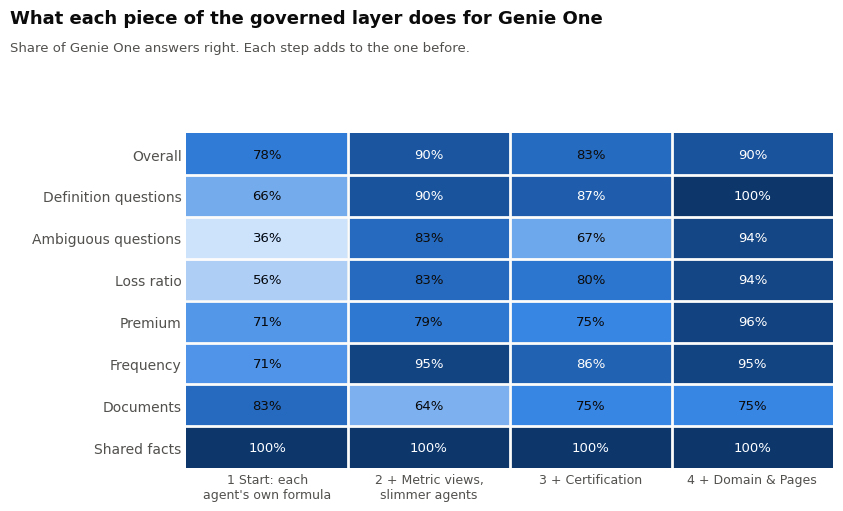 What each piece of the governed layer does for Genie One
Share of Genie One answers right. Each step adds to the one before.
Overall 78% 90% 83% 90%
Definition questions 66% 90% 87% 100%
Ambiguous questions 36% 83% 67% 94%
Loss ratio 56% 83% 80% 94%
Premium 71% 79% 75% 96%
Frequency 71% 95% 86% 95%
Documents 83% 64% 75% 75%
Shared facts 100% 100% 100% 100%
1 Start: each
agent's own formula
2 + Metric views,
slimmer agents
3 + Certification
4 + Domain & Pages